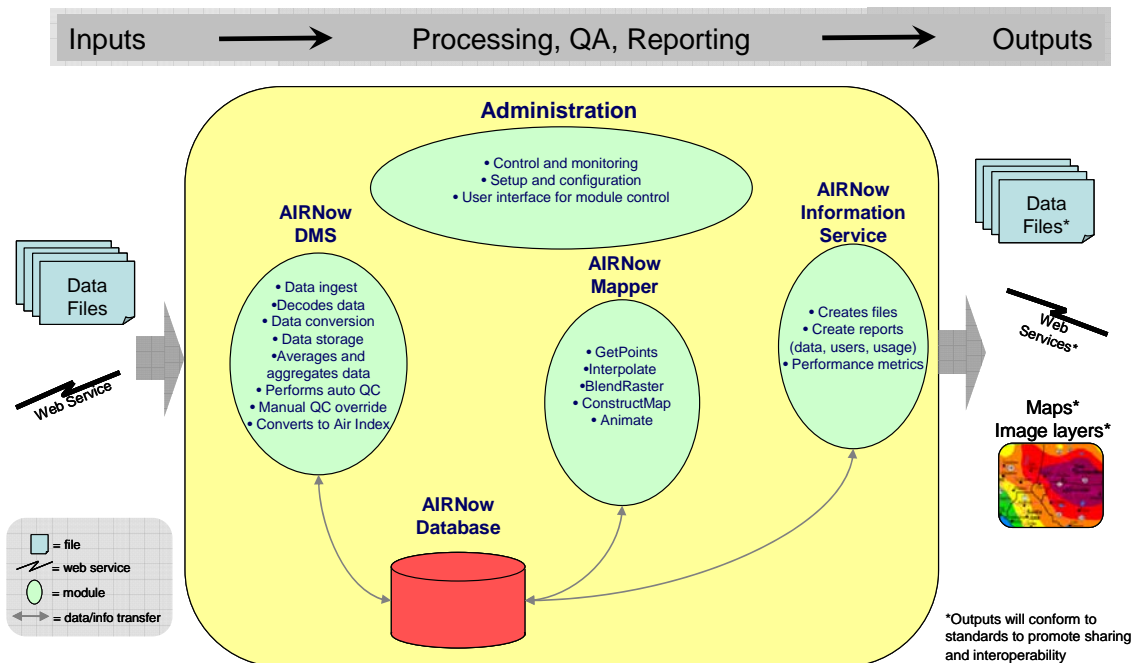 Inputs
Processing, QA, Reporting
Outputs
Administration
• Control and monitoring
• Setup and configuration
• User interface for module control
AIRNow
DMS
• Data ingest
•Decodes data
• Data conversion
• Data storage
•Averages and
aggregates data
• Performs auto QC
• Manual QC override
• Converts to Air Index
AIRNow
Mapper
• GetPoints
•Interpolate
•BlendRaster
•ConstructMap
• Animate
AIRNow
Information
Service
• Creates files
• Create reports
(data, users, usage)
• Performance metrics
AIRNow
Database
Data
Files
Web Service
Data
Files*
Web
Services*
Maps*
Image layers*
= file
= web service
= module
= data/info transfer
*Outputs will conform to
standards to promote sharing
and interoperability